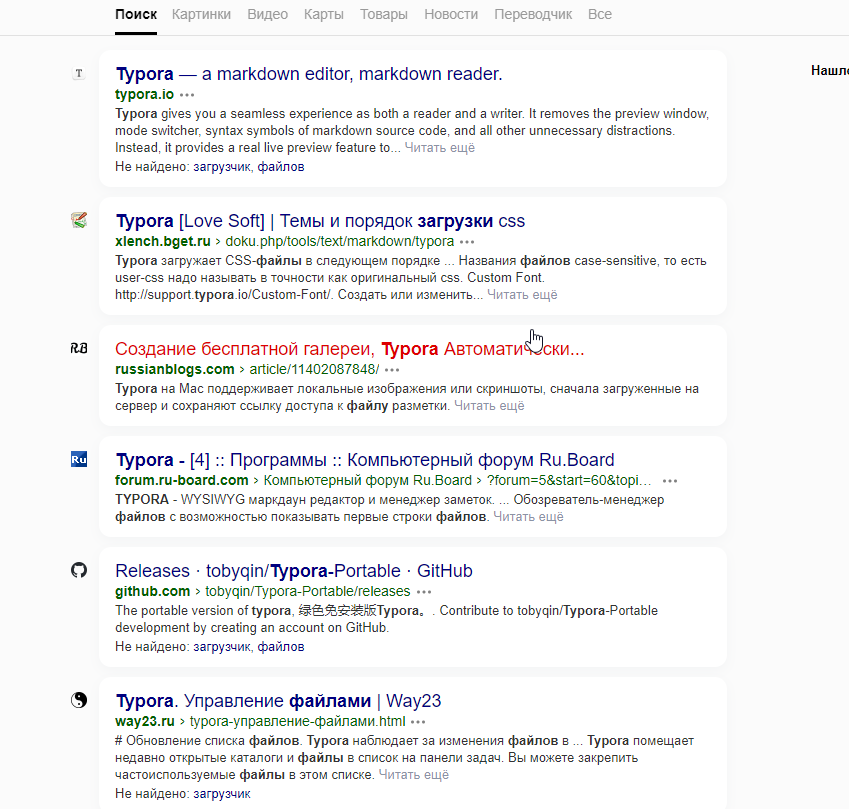 Поиск Картинки Видео Карты Товары Новости Переводчик Все
Нашло
T
Typora — a markdown editor, markdown reader.
typora.io
Typora gives you a seamless experience as both a reader and a writer. It removes the preview window,
mode switcher, syntax symbols of markdown source code, and all other unnecessary distractions.
Instead, it provides a real live preview feature to... Читать ещё
Не найдено: загрузчик, файлов
Typora [Love Soft] | Темы и порядок загрузки css
xlench.bget.ru › doku.php/tools/text/markdown/typora
Typora загружает CSS-файлы в следующем порядке ... Названия файлов case-sensitive, то есть
user-css надо называть в точности как оригинальный css. Custom Font.
http://support.typora.io/Custom-Font/. Создать или изменить... Читать ещё
RB
Создание бесплатной галереи, Typora Автоматически...
russianblogs.com › article/11402087848/
Typora на Mac поддерживает локальные изображения или скриншоты, сначала загруженные на
сервер и сохраняют ссылку доступа к файлу разметки. Читать ещё
Ru
Typora - [4] :: Программы :: Компьютерный форум Ru.Board
forum.ru-board.com › Компьютерный форум Ru.Board › ?forum=5&start=60&topi...
TYPORA - WYSIWYG маркдаун редактор и менеджер заметок. ... Обозреватель-менеджер
файлов с возможностью показывать первые строки файлов. Читать ещё
Releases · tobyqin/Typora-Portable · GitHub
github.com › tobyqin/Typora-Portable/releases
The portable version of typora, 绿色免安装版Typora。. Contribute to tobyqin/Typora-Portable
development by creating an account on GitHub.
Не найдено: загрузчик, файлов
Typora. Управление файлами | Way23
way23.ru › typora-управление-файлами.html
# Обновление списка файлов. Typora наблюдает за изменения файлов в ... Typora помещает
недавно открытые каталоги и файлы в список на панели задач. Вы можете закрепить
частоиспользуемые файлы в этом списке. Читать ещё
Не найдено: загрузчик